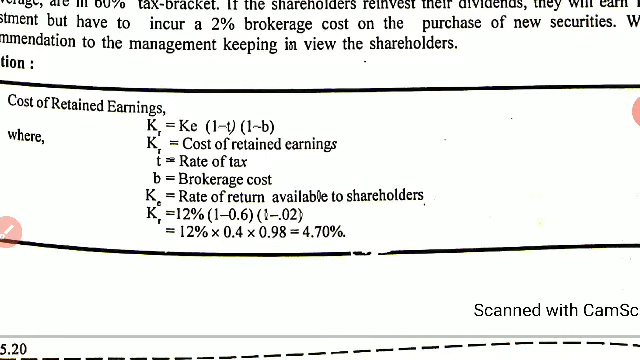 are in 60% tax-bracket. If the shareholders reinvest their dividends, they will earn
stment but have to incur a 2% brokerage cost on the purchase of new securities. W
mmendation to the management keeping in view the shareholders.
tion :
Cost of Retained Earnings,
Kr = Ke (1–t) (1–b)
where, Kr = Cost of retained earnings
t = Rate of tax
b = Brokerage cost
Ke = Rate of return available to shareholders
Kr =12% (1–0.6) (1–.02)
= 12% × 0.4 × 0.98 = 4.70%.
Scanned with CamSc
5.20